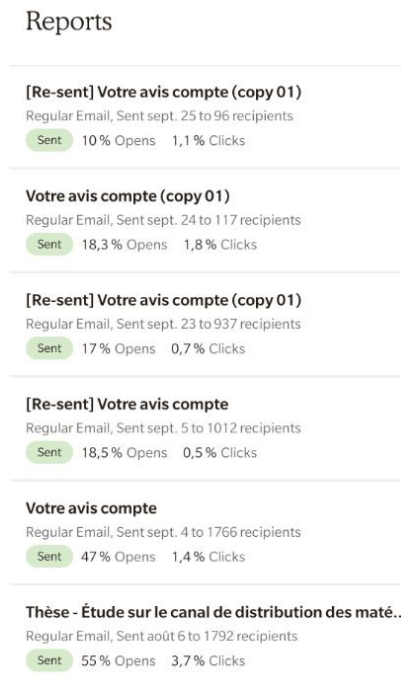 Reports
[Re-sent] Votre avis compte (copy 01)
Regular Email, Sent sept. 25 to 96 recipients
Sent 10 % Opens 1,1 % Clicks
Votre avis compte (copy 01)
Regular Email, Sent sept. 24 to 117 recipients
Sent 18,3 % Opens 1,8 % Clicks
[Re-sent] Votre avis compte (copy 01)
Regular Email, Sent sept. 23 to 937 recipients
Sent 17 % Opens 0,7 % Clicks
[Re-sent] Votre avis compte
Regular Email, Sent sept. 5 to 1012 recipients
Sent 18,5 % Opens 0,5 % Clicks
Votre avis compte
Regular Email, Sent sept. 4 to 1766 recipients
Sent 47 % Opens 1,4 % Clicks
Thèse - Étude sur le canal de distribution des maté..
Regular Email, Sent août 6 to 1792 recipients
Sent 55 % Opens 3,7 % Clicks